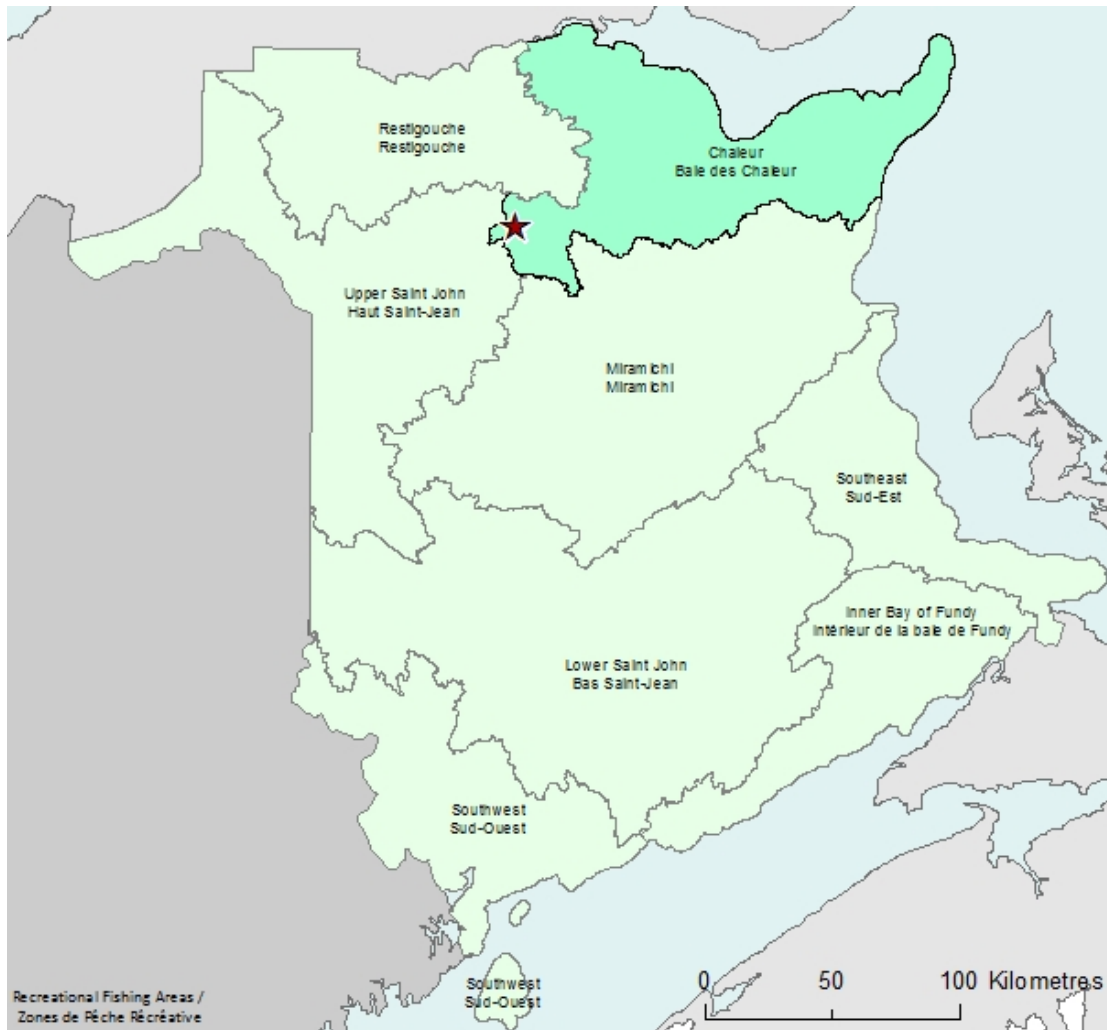 Restigouche
Restigouche
Chaleur
Baie des Chaleur
Upper Saint John
Haut Saint-Jean
Miramichi
Miramichi
Southeast
Sud-Est
Inner Bay of Fundy
Intérieur de la baie de Fundy
Lower Saint John
Bas Saint-Jean
Southwest
Sud-Ouest
Southwest
Sud-Ouest
0 50 100 Kilometres
Recreational Fishing Areas /
Zones de Pêche Récréative